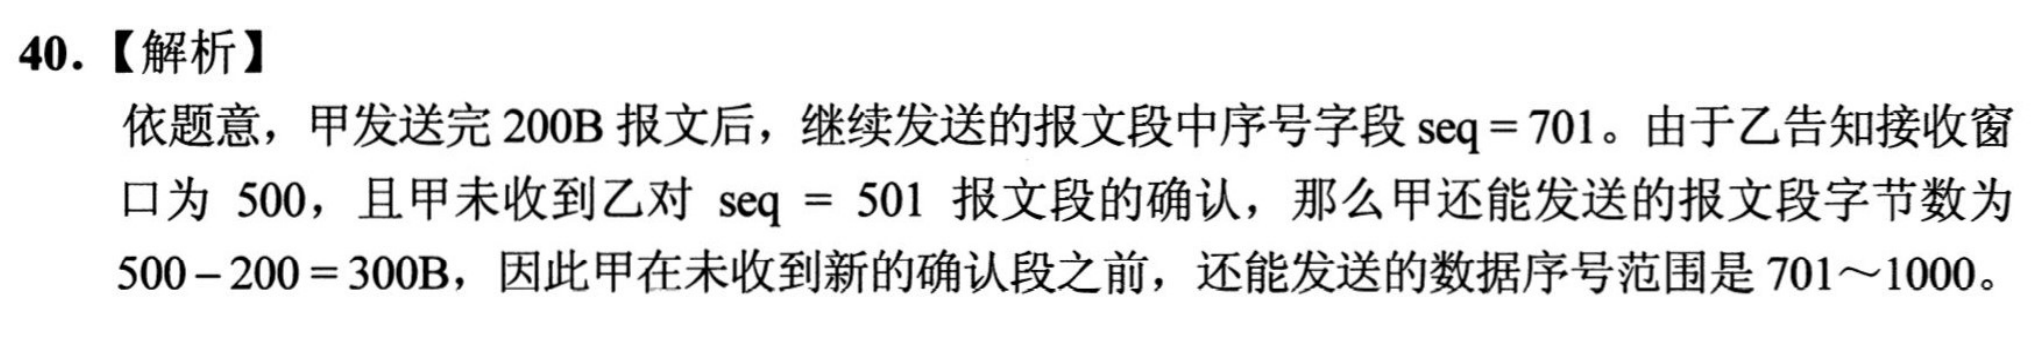 40.【解析】
依题意，甲发送完 200B 报文后，继续发送的报文段中序号字段 seq = 701。由于乙告知接收窗
口为 500，且甲未收到乙对 seq = 501 报文段的确认，那么甲还能发送的报文段字节数为
500－200 = 300B，因此甲在未收到新的确认段之前，还能发送的数据序号范围是 701～1000。